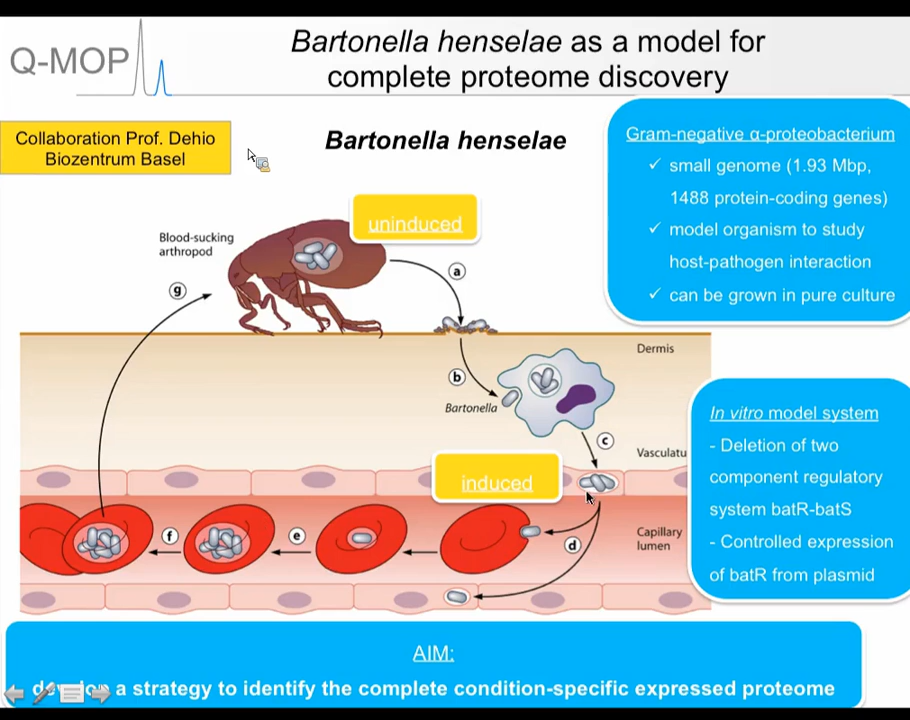 Q-MOP
Bartonella henselae as a model for
complete proteome discovery
Collaboration Prof. Dehio
Biozentrum Basel
Bartonella henselae
Gram-negative α-proteobacterium
✓ small genome (1.93 Mbp,
1488 protein-coding genes)
✓ model organism to study
host-pathogen interaction
✓ can be grown in pure culture
uninduced
Blood-sucking
arthropod
a
g
Dermis
b
Bartonella
c
Vasculatu
induced
In vitro model system
- Deletion of two
component regulatory
system batR-batS
- Controlled expression
of batR from plasmid
Capillary
lumen
f
e
d
AIM:
a strategy to identify the complete condition-specific expressed proteome